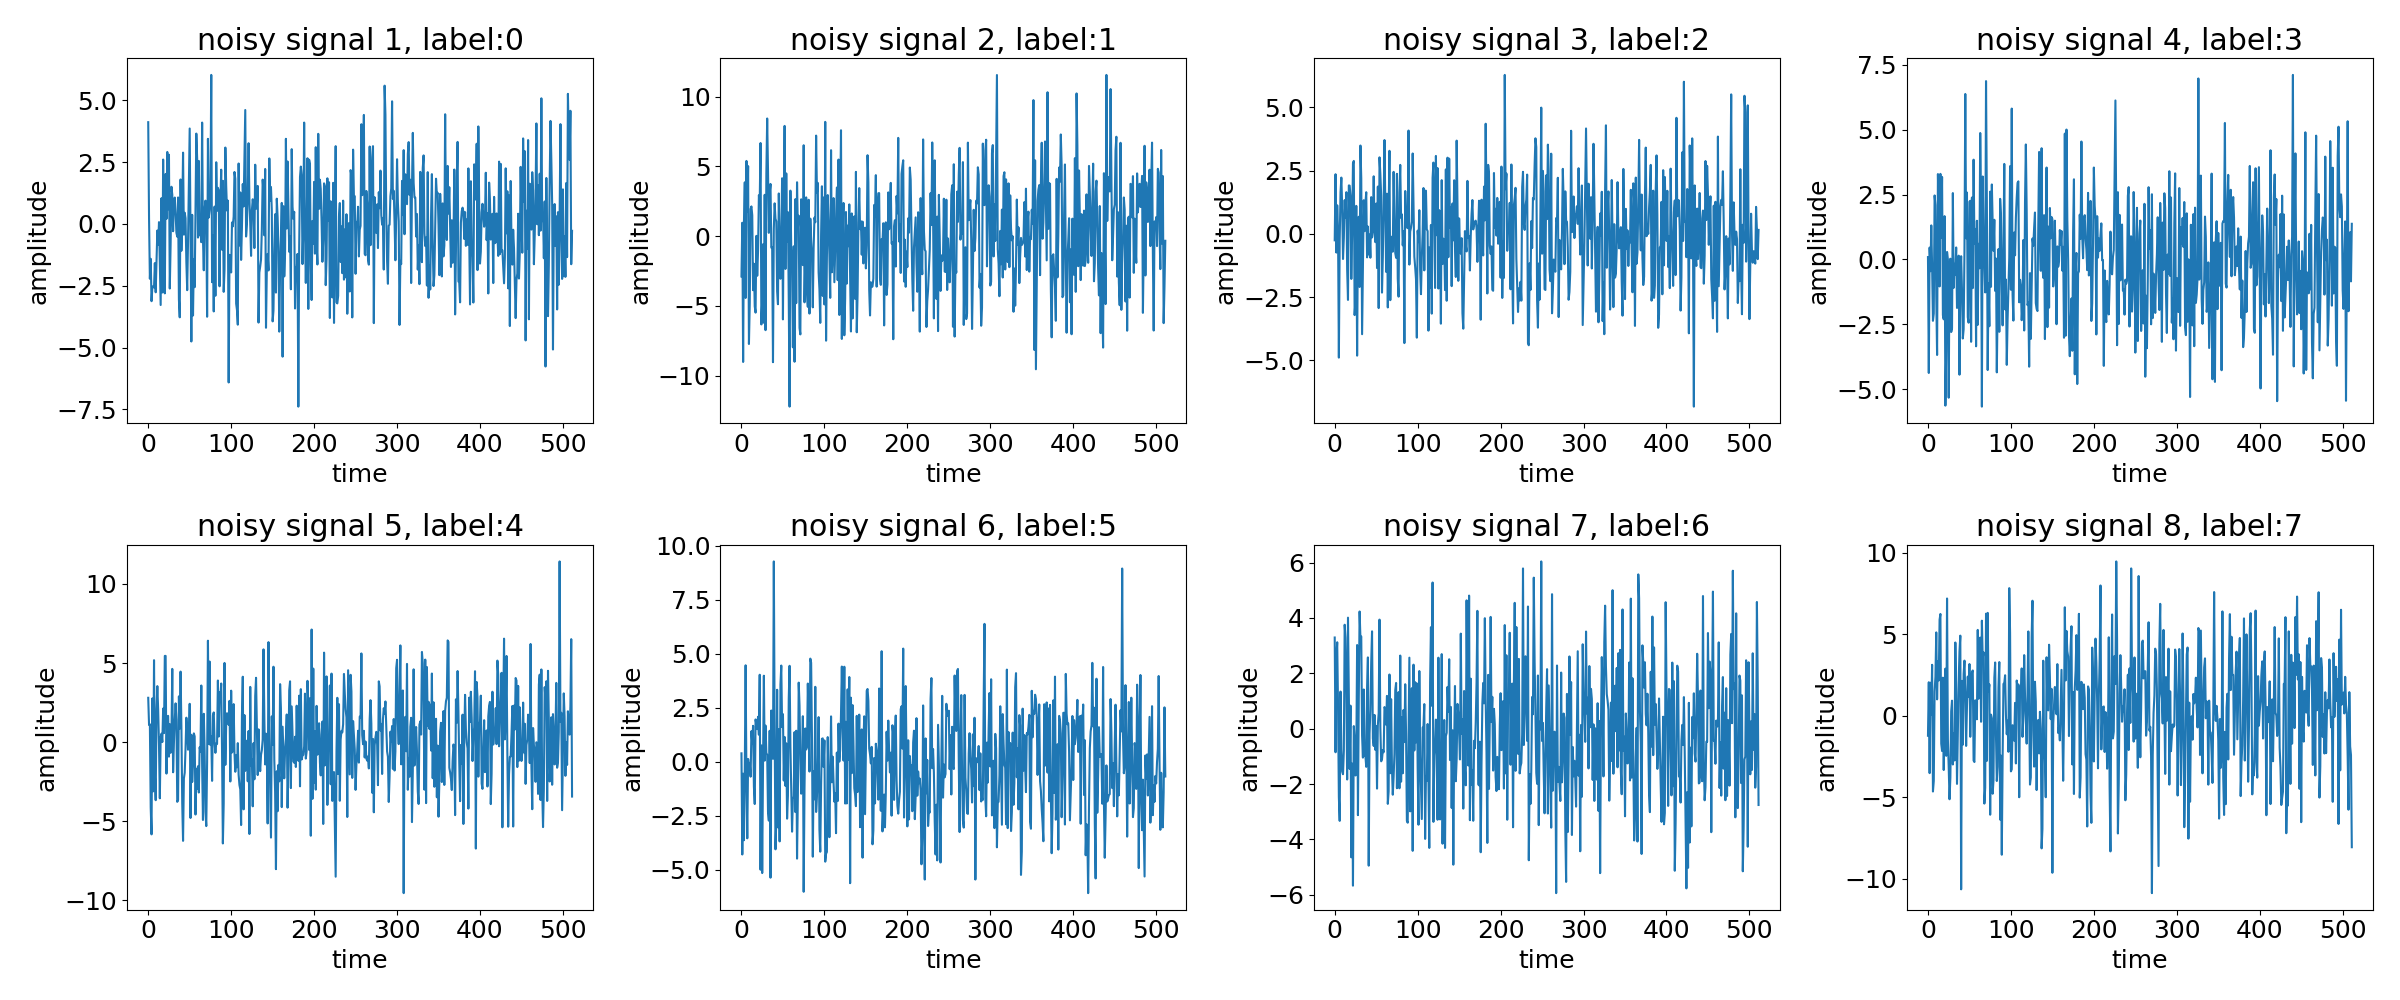 noisy signal 1, label:0
5.0
2.5
0.0
−2.5
−5.0
−7.5
amplitude
0 100 200 300 400 500
time
noisy signal 2, label:1
10
5
0
−5
−10
amplitude
0 100 200 300 400 500
time
noisy signal 3, label:2
5.0
2.5
0.0
−2.5
−5.0
amplitude
0 100 200 300 400 500
time
noisy signal 4, label:3
7.5
5.0
2.5
0.0
−2.5
−5.0
amplitude
0 100 200 300 400 500
time
noisy signal 5, label:4
10
5
0
−5
−10
amplitude
0 100 200 300 400 500
time
noisy signal 6, label:5
10.0
7.5
5.0
2.5
0.0
−2.5
−5.0
amplitude
0 100 200 300 400 500
time
noisy signal 7, label:6
6
4
2
0
−2
−4
−6
amplitude
0 100 200 300 400 500
time
noisy signal 8, label:7
10
5
0
−5
−10
amplitude
0 100 200 300 400 500
time